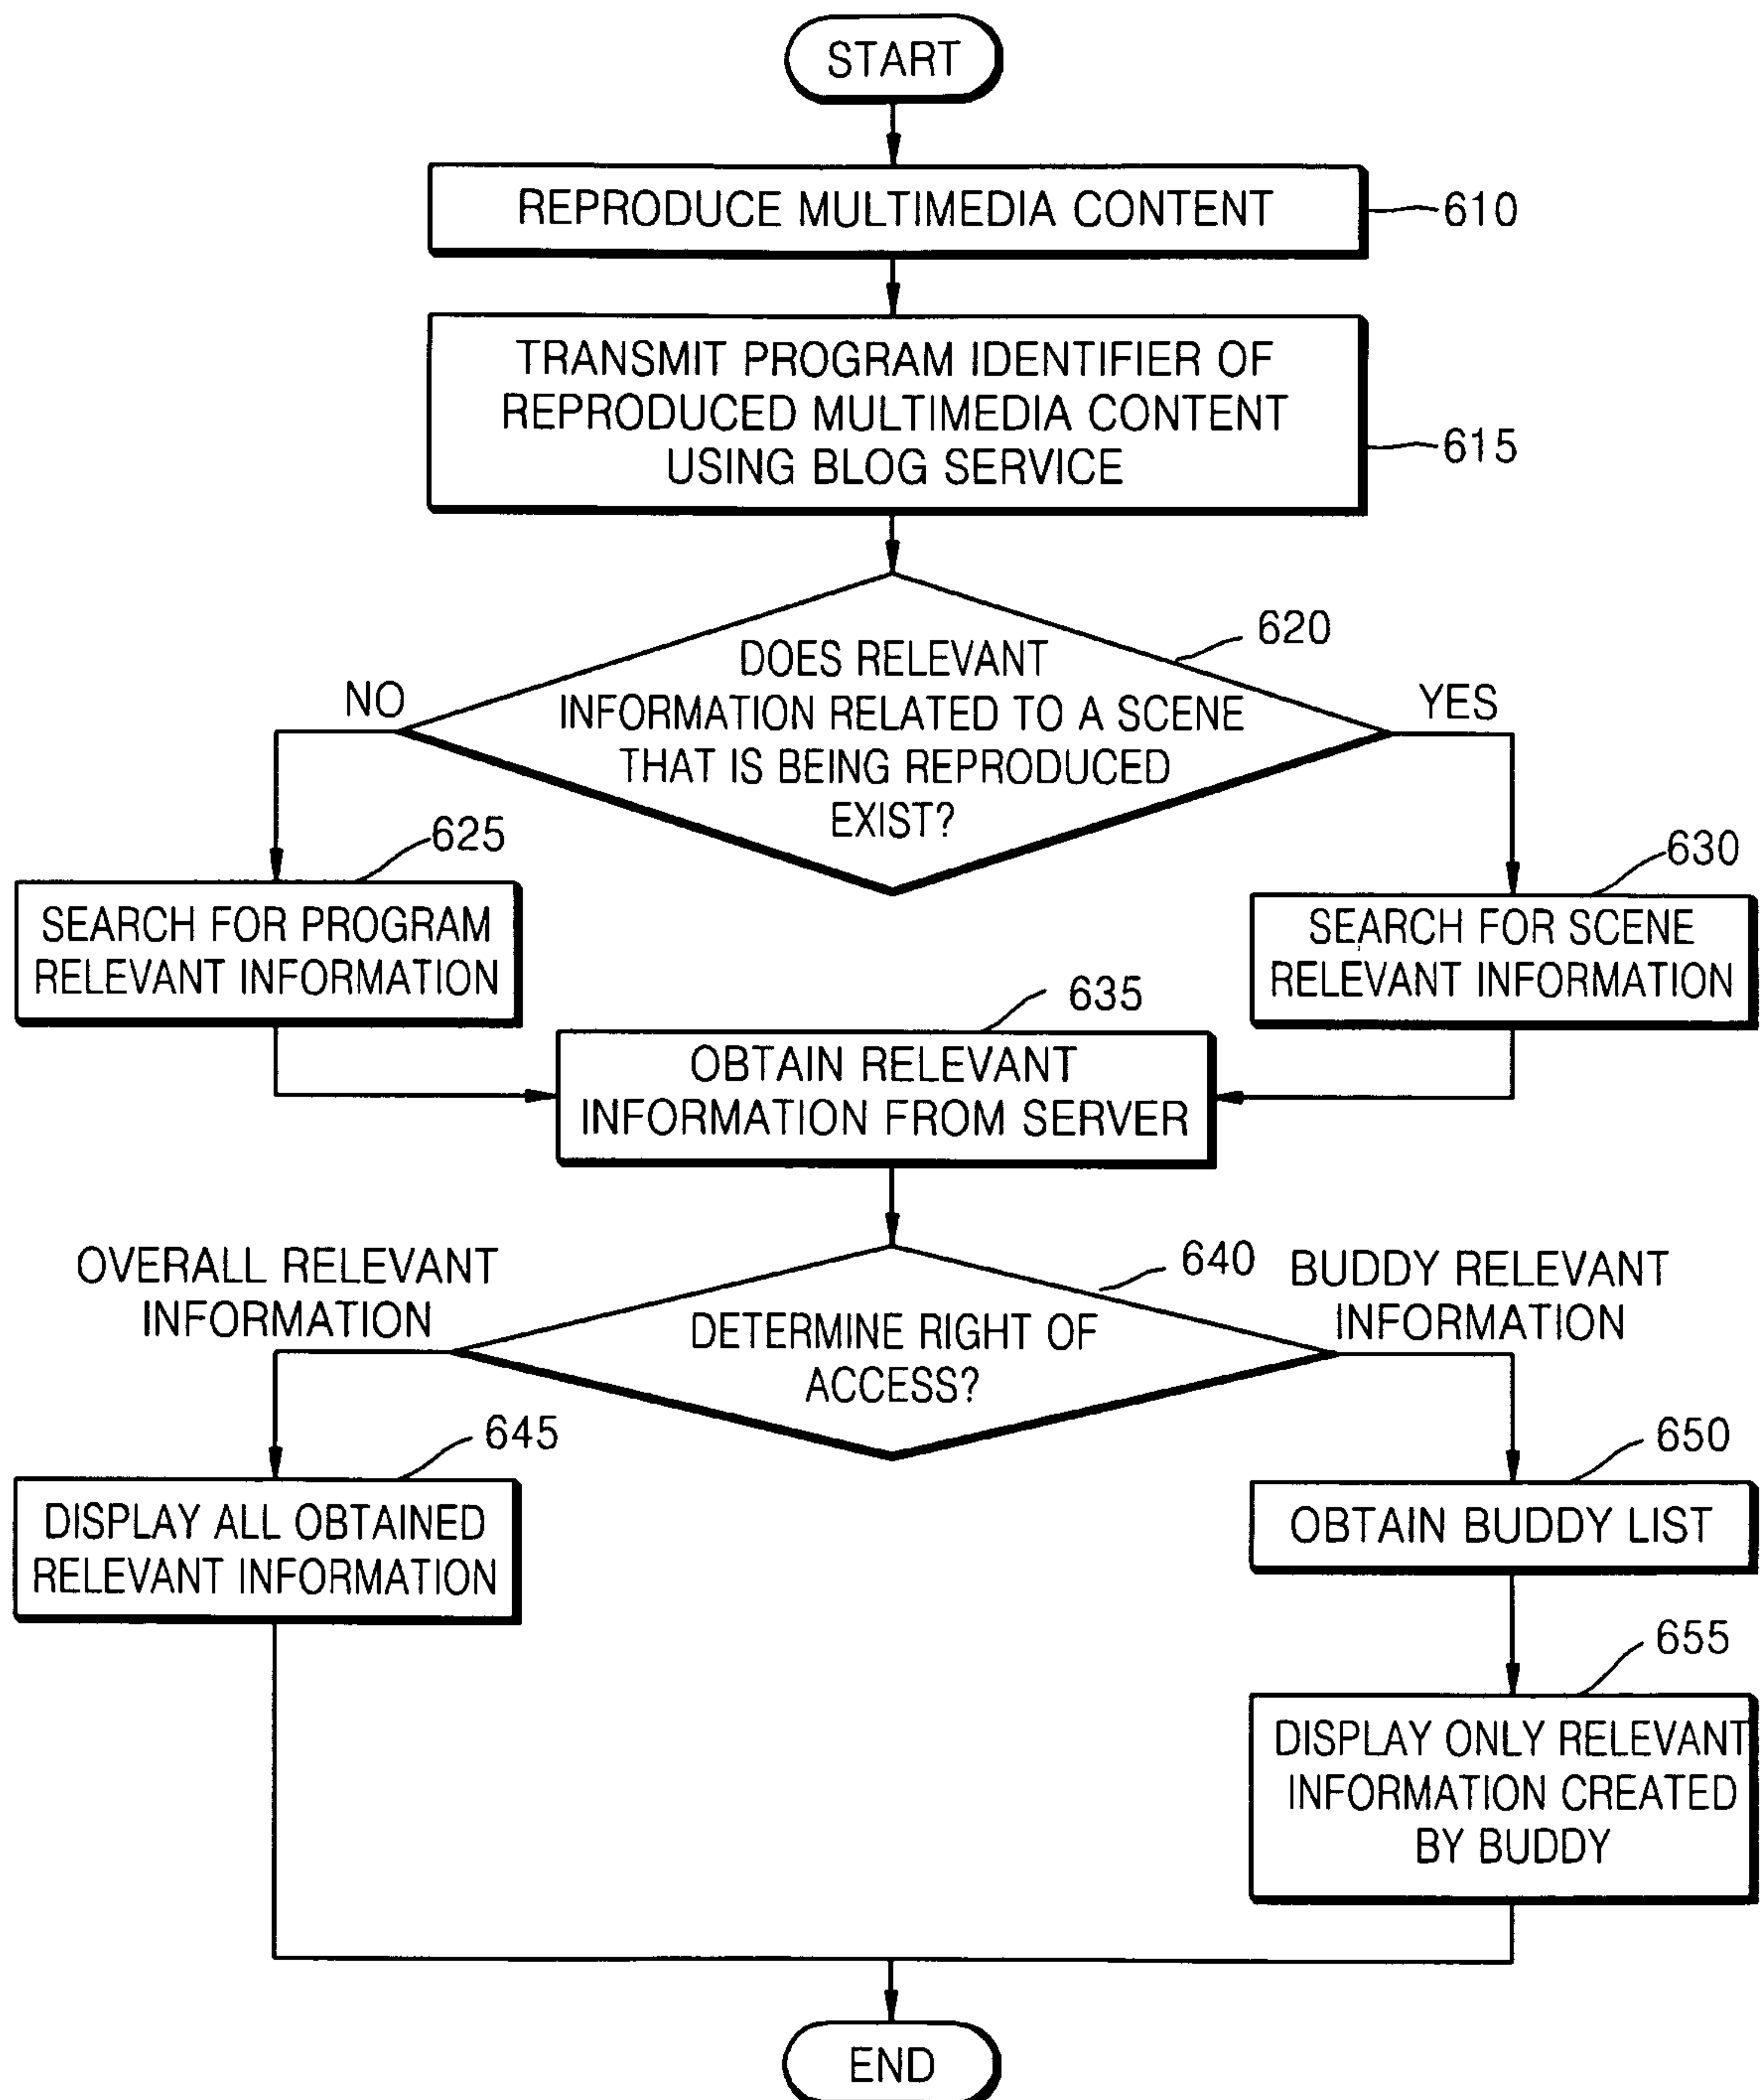 START
REPRODUCE MULTIMEDIA CONTENT
610
TRANSMIT PROGRAM IDENTIFIER OF
REPRODUCED MULTIMEDIA CONTENT
USING BLOG SERVICE
615
620
DOES RELEVANT
INFORMATION RELATED TO A SCENE
THAT IS BEING REPRODUCED
EXIST?
NO
YES
625
SEARCH FOR PROGRAM
RELEVANT INFORMATION
630
SEARCH FOR SCENE
RELEVANT INFORMATION
635
OBTAIN RELEVANT
INFORMATION FROM SERVER
640
DETERMINE RIGHT OF
ACCESS?
OVERALL RELEVANT
INFORMATION
BUDDY RELEVANT
INFORMATION
645
DISPLAY ALL OBTAINED
RELEVANT INFORMATION
650
OBTAIN BUDDY LIST
655
DISPLAY ONLY RELEVANT
INFORMATION CREATED
BY BUDDY
END